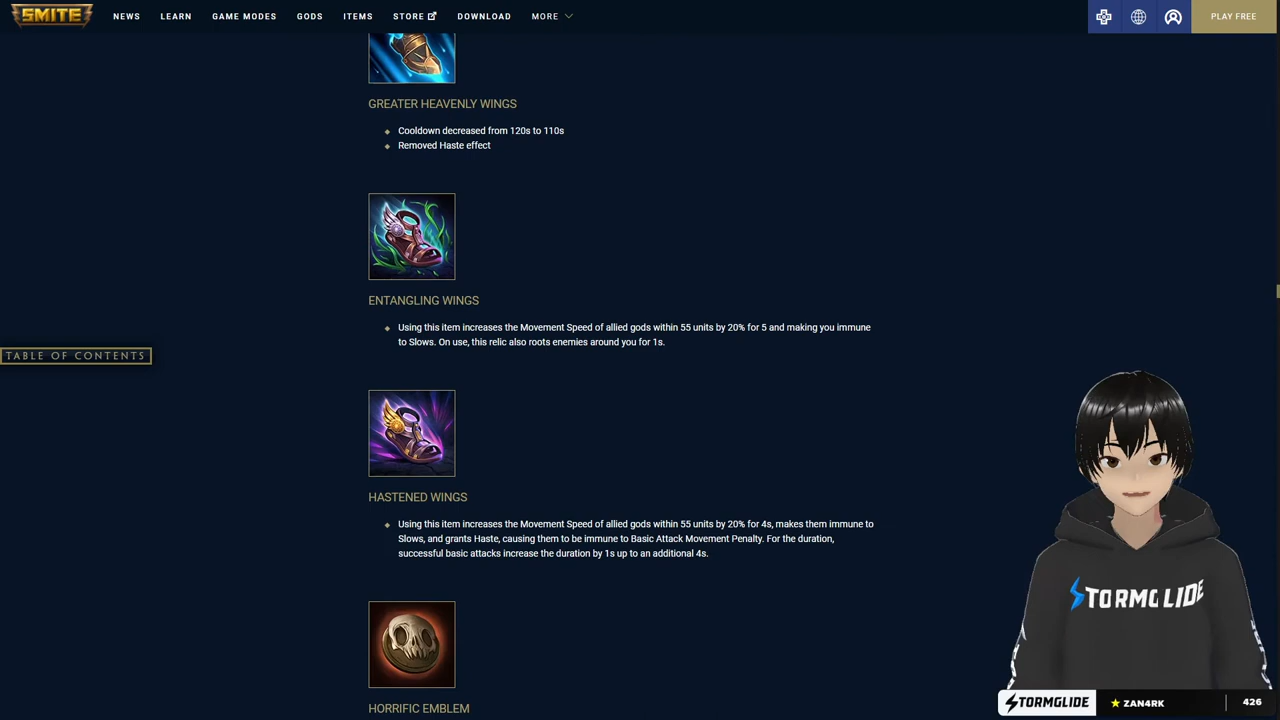 SMITE
NEWS LEARN GAME MODES GODS ITEMS STORE DOWNLOAD MORE PLAY FREE
GREATER HEAVENLY WINGS
Cooldown decreased from 120s to 110s
Removed Haste effect
ENTANGLING WINGS
Using this item increases the Movement Speed of allied gods within 55 units by 20% for 5 and making you immune
to Slows. On use, this relic also roots enemies around you for 1s.
TABLE OF CONTENTS
HASTENED WINGS
Using this item increases the Movement Speed of allied gods within 55 units by 20% for 4s, makes them immune to
Slows, and grants Haste, causing them to be immune to Basic Attack Movement Penalty. For the duration,
successful basic attacks increase the duration by 1s up to an additional 4s.
STORMGLIDE
HORRIFIC EMBLEM
STORMGLIDE ZAN4RK 426